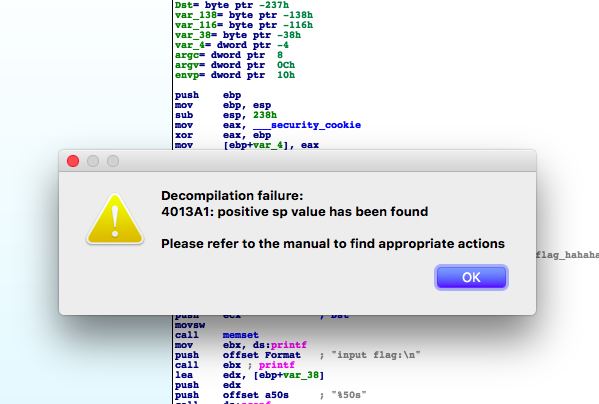 Dst= byte ptr -237h
var_138= byte ptr -138h
var_116= byte ptr -116h
var_38= byte ptr -38h
var_4= dword ptr -4
argc= dword ptr 8
argv= dword ptr 0Ch
envp= dword ptr 10h
push ebp
mov ebp, esp
sub esp, 238h
mov eax, ___security_cookie
xor eax, ebp
mov [ebp+var_4], eax
Decompilation failure:
4013A1: positive sp value has been found
Please refer to the manual to find appropriate actions
flag_hahaha
OK
push ecx ; Dst
movsw
call memset
mov ebx, ds:printf
push offset Format ; "input flag:\n"
call ebx ; printf
lea edx, [ebp+var_38]
push edx
push offset a50s ; "%50s"